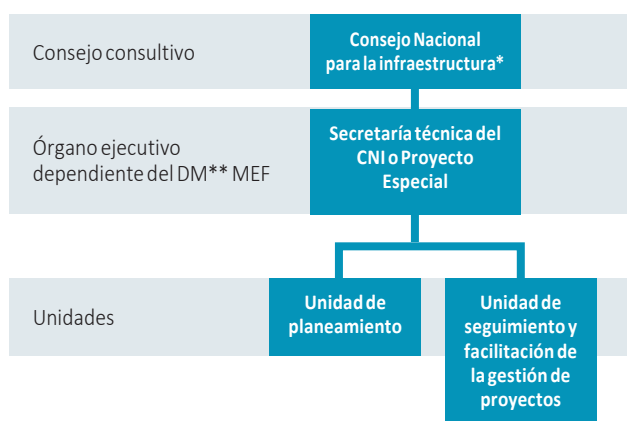 Consejo consultivo
Consejo Nacional
para la infraestructura*
Órgano ejecutivo
dependiente del DM** MEF
Secretaría técnica del
CNI o Proyecto
Especial
Unidades
Unidad de
planeamiento
Unidad de
seguimiento y
facilitación de
la gestión de
proyectos